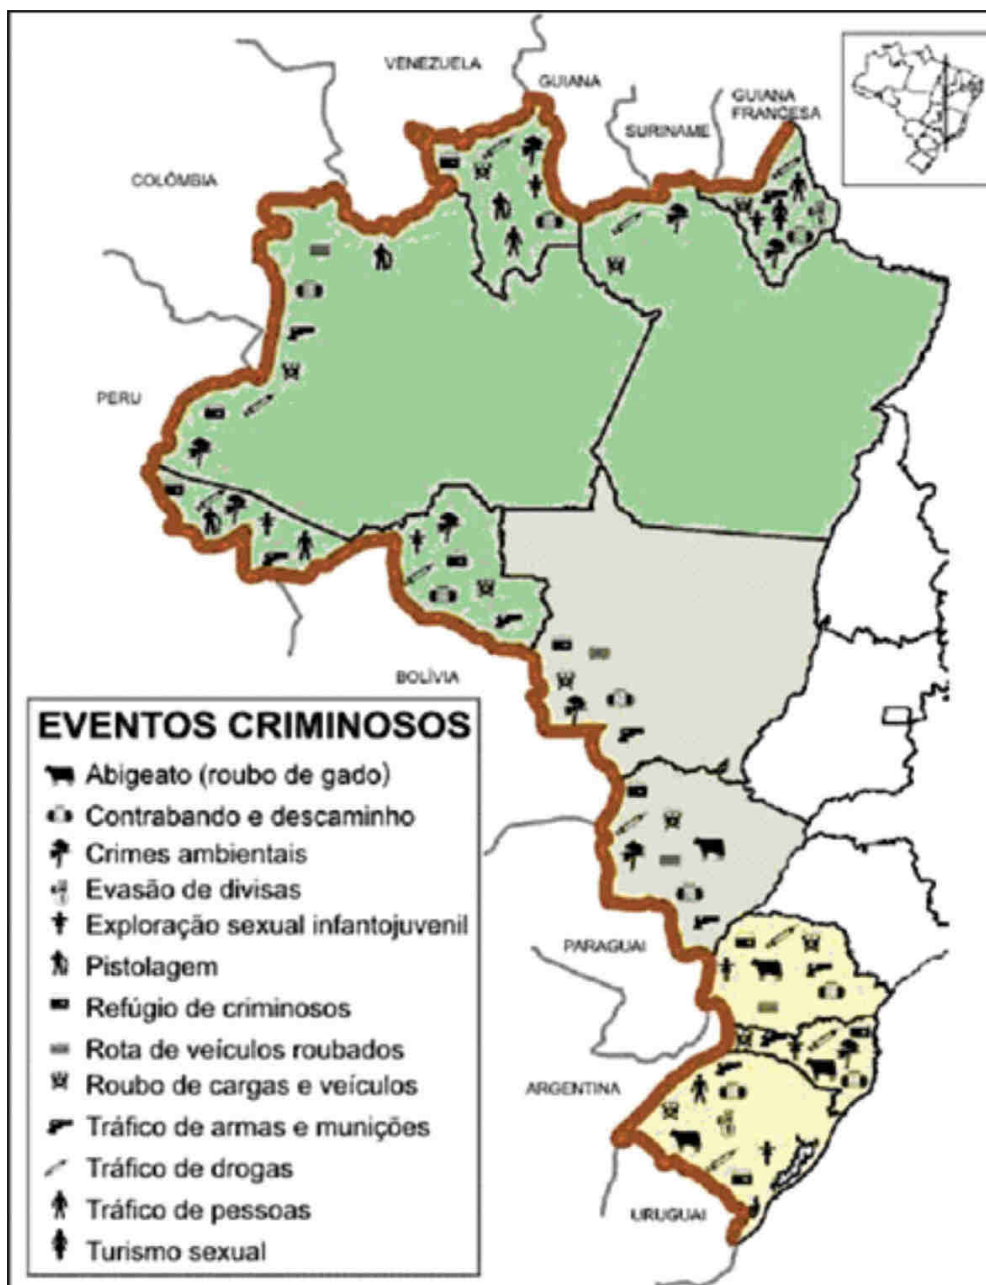 VENEZUELA
GUIANA
GUIANA
FRANCESA
SURINAME
COLÔMBIA
PERU
BOLÍVIA
PARAGUAI
ARGENTINA
URUGUAI
EVENTOS CRIMINOSOS
Abigeato (roubo de gado)
Contrabando e descaminho
Crimes ambientais
Evasão de divisas
Exploração sexual infantojuvenil
Pistolagem
Refúgio de criminosos
Rota de veículos roubados
Roubo de cargas e veículos
Tráfico de armas e munições
Tráfico de drogas
Tráfico de pessoas
Turismo sexual